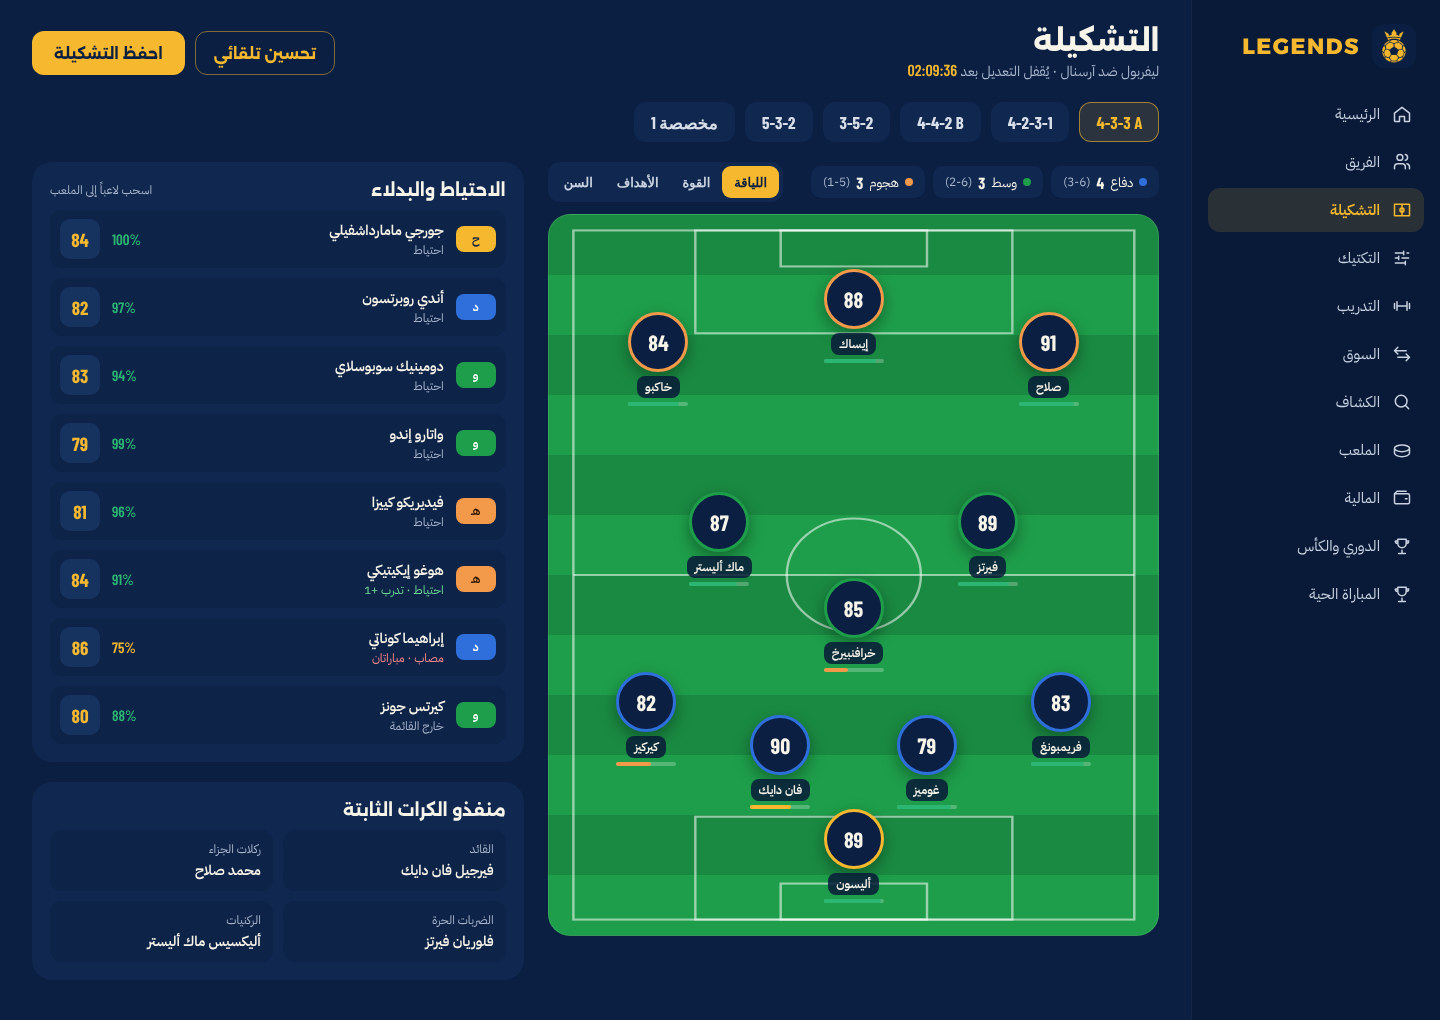 LEGENDS
الرئيسية
الفريق
التشكيلة
التكتيك
التدريب
السوق
الكشاف
الملعب
المالية
الدوري والكأس
المباراة الحية
التشكيلة
ليفربول ضد آرسنال · يُقفل التعديل بعد 02:09:36
تحسين تلقائي
احفظ التشكيلة
4-3-3 A
4-2-3-1
4-4-2 B
3-5-2
5-3-2
مخصصة 1
دفاع 4 (3-6)
وسط 3 (2-6)
هجوم 3 (1-5)
اللياقة
القوة
الأهداف
السن
88
إيساك
91
صلاح
84
خاكبو
89
فيرتز
87
ماك أليستر
85
خرافنبيرخ
83
فريمبونغ
82
كيركيز
79
غوميز
90
فان دايك
89
أليسون
الاحتياط والبدلاء
اسحب لاعباً إلى الملعب
ح
جورجي مامارداشفيلي
احتياط
100%
84
د
أندي روبرتسون
احتياط
97%
82
و
دومينيك سوبوسلاي
احتياط
94%
83
و
واتارو إندو
احتياط
99%
79
هـ
فيديريكو كييزا
احتياط
96%
81
هـ
هوغو إيكيتيكي
احتياط · تدرب +1
91%
84
د
إبراهيما كوناتي
مصاب · مباراتان
75%
86
و
كيرتس جونز
خارج القائمة
88%
80
منفذو الكرات الثابتة
القائد
فيرجيل فان دايك
ركلات الجزاء
محمد صلاح
الضربات الحرة
فلوريان فيرتز
الركنيات
أليكسيس ماك أليستر